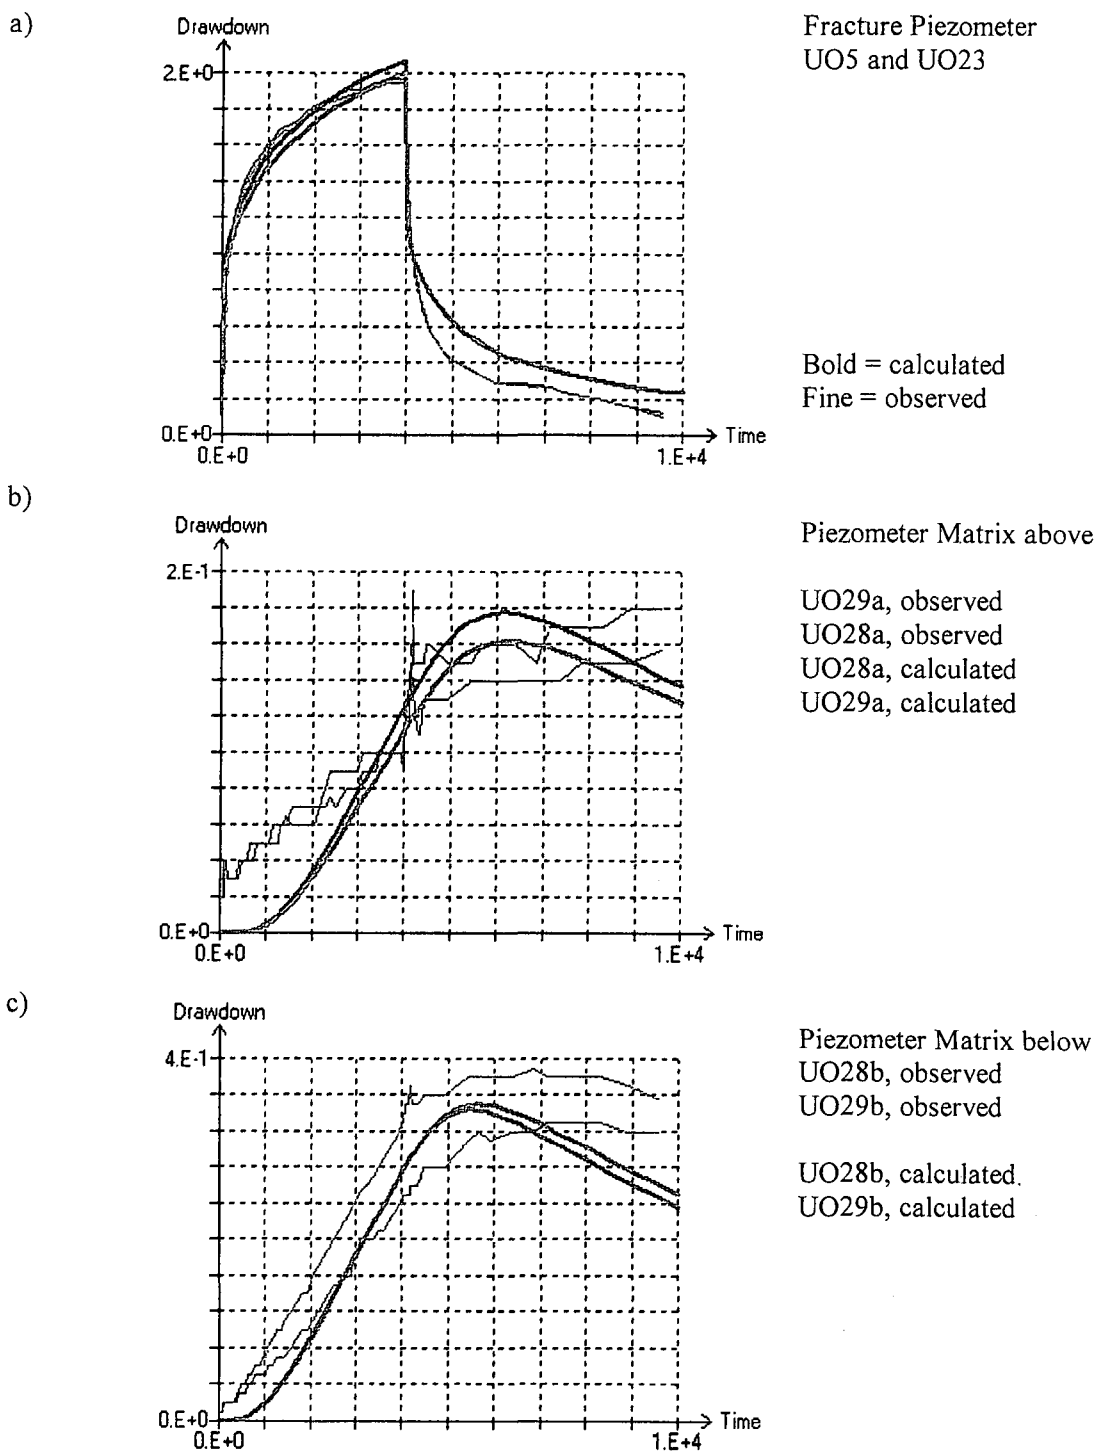 a)
Drawdown
2.E+0
0.E+0
0.E+0
1.E+4
Time
Fracture Piezometer
UO5 and UO23
Bold = calculated
Fine = observed
b)
Drawdown
2.E-1
0.E+0
0.E+0
1.E+4
Time
Piezometer Matrix above
UO29a, observed
UO28a, observed
UO28a, calculated
UO29a, calculated
c)
Drawdown
4.E-1
0.E+0
0.E+0
1.E+4
Time
Piezometer Matrix below
UO28b, observed
UO29b, observed
UO28b, calculated.
UO29b, calculated